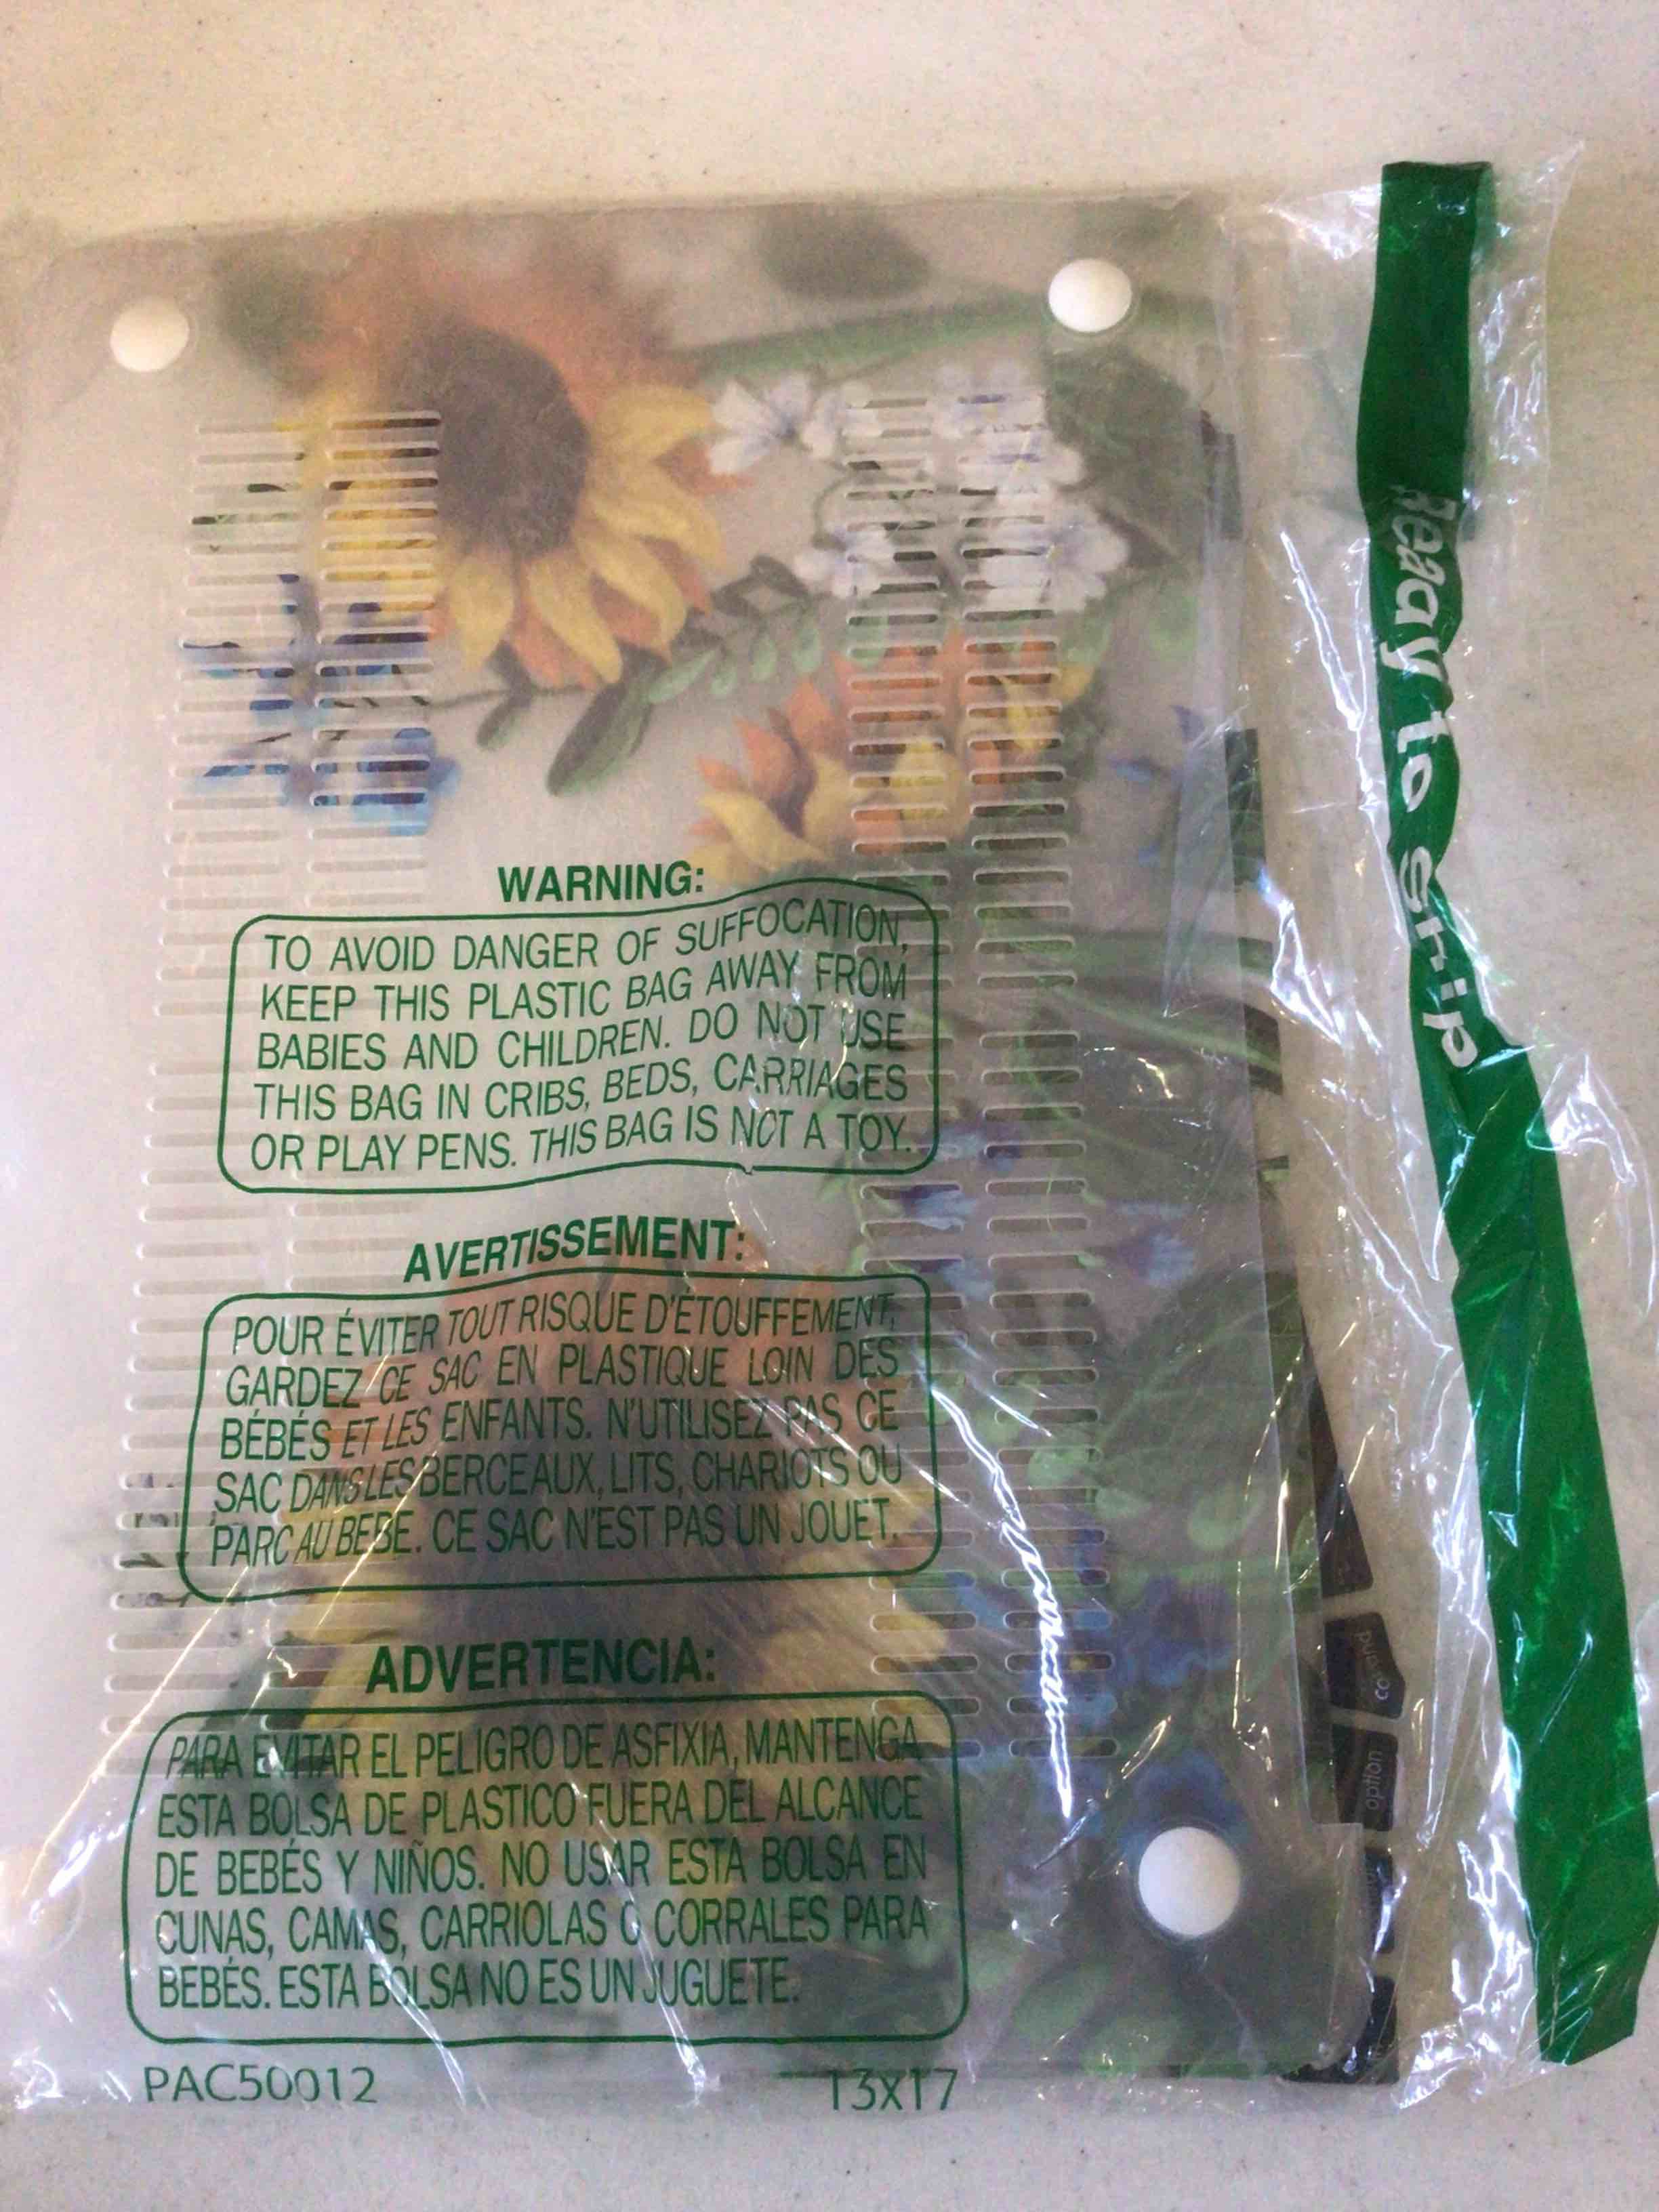 WARNING:
TO AVOID DANGER OF SUFFOCATION,
KEEP THIS PLASTIC BAG AWAY FROM
BABIES AND CHILDREN. DO NOT USE
THIS BAG IN CRIBS, BEDS, CARRIAGES
OR PLAY PENS. THIS BAG IS NOT A TOY.
AVERTISSEMENT:
POUR ÉVITER TOUT RISQUE D'ÉTOUFFEMENT,
GARDEZ CE SAC EN PLASTIQUE LOIN DES
BÉBÉS ET LES ENFANTS. N'UTILISEZ PAS CE
SAC DANS LES BERCEAUX, LITS, CHARIOTS OU
PARC AU BEBE. CE SAC N'EST PAS UN JOUET.
ADVERTENCIA:
PARA EVITAR EL PELIGRO DE ASFIXIA, MANTENGA
ESTA BOLSA DE PLASTICO FUERA DEL ALCANCE
DE BEBÉS Y NIÑOS. NO USAR ESTA BOLSA EN
CUNAS, CAMAS, CARRIOLAS O CORRALES PARA
BEBÉS. ESTA BOLSA NO ES UN JUGUETE.
PAC50012 13X17
Ready to Ship
command
option